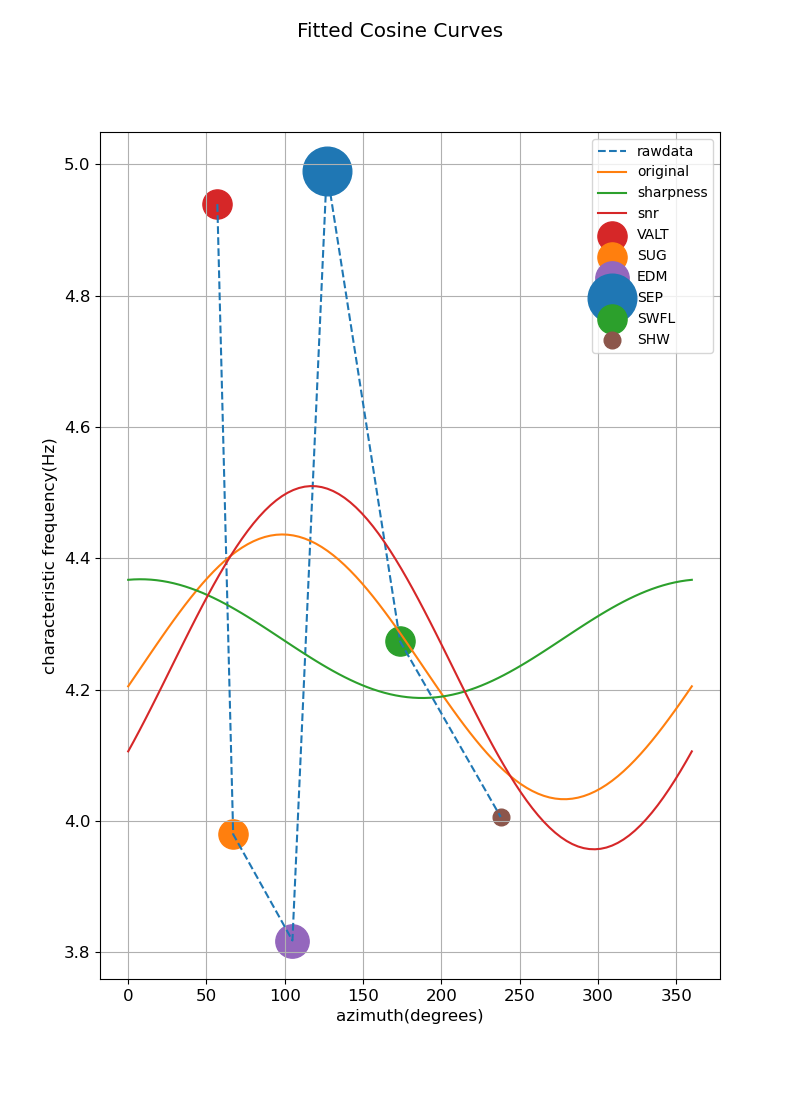 Fitted Cosine Curves
characteristic frequency(Hz)
5.0
4.8
4.6
4.4
4.2
4.0
3.8
rawdata
original
sharpness
snr
VALT
SUG
EDM
SEP
SWFL
SHW
0 50 100 150 200 250 300 350
azimuth(degrees)